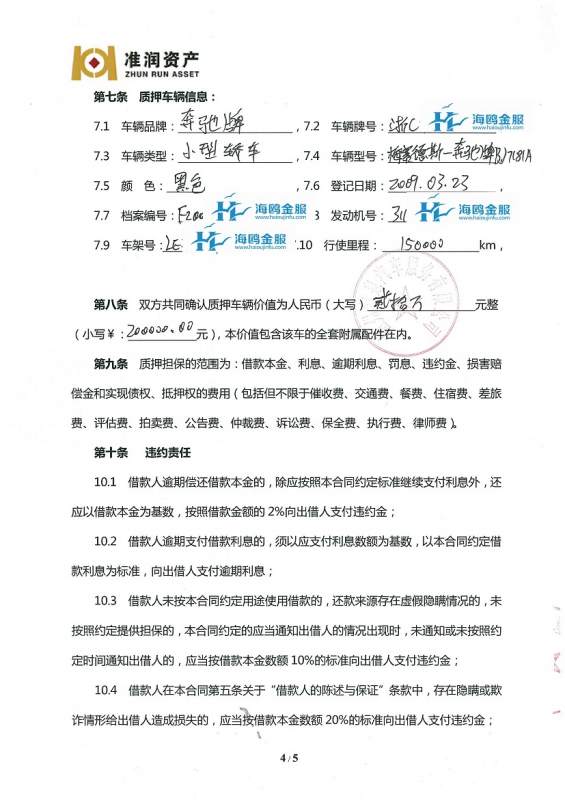 准润资产
ZHUN RUN ASSET
第七条 质押车辆信息：
7.1 车辆品牌：奔驰牌，7.2 车辆牌号：浙C 海鸥金服 www.haioujinfu.com
7.3 车辆类型：小型轿车，7.4 车辆型号：梅赛德斯—奔驰牌BJ7181A
7.5 颜 色：黑色，7.6 登记日期：2009.03.23，
7.7 档案编号：海鸥金服 www.haioujinfu.com 8 发动机号：311 海鸥金服 www.haioujinfu.com，
7.9 车架号：LE 海鸥金服 www.haioujinfu.com .10 行使里程：150000 km，
第八条 双方共同确认质押车辆价值为人民币（大写）贰拾万 元整
（小写￥：200000.00 元），本价值包含该车的全套附属配件在内。
第九条 质押担保的范围为：借款本金、利息、逾期利息、罚息、违约金、损害赔
偿金和实现债权、抵押权的费用（包括但不限于催收费、交通费、餐费、住宿费、差旅
费、评估费、拍卖费、公告费、仲裁费、诉讼费、保全费、执行费、律师费）。
第十条 违约责任
10.1 借款人逾期偿还借款本金的，除应按照本合同约定标准继续支付利息外，还
应以借款本金为基数，按照借款金额的2%向出借人支付违约金；
10.2 借款人逾期支付借款利息的，须以应支付利息数额为基数，以本合同约定借
款利息为标准，向出借人支付逾期利息；
10.3 借款人未按本合同约定用途使用借款的，还款来源存在虚假隐瞒情况的，未
按照约定提供担保的，本合同约定的应当通知出借人的情况出现时，未通知或未按照约
定时间通知出借人的，应当按借款本金数额10%的标准向出借人支付违约金；
10.4 借款人在本合同第五条关于“借款人的陈述与保证”条款中，存在隐瞒或欺
诈情形给出借人造成损失的，应当按借款本金数额20%的标准向出借人支付违约金；
4 / 5